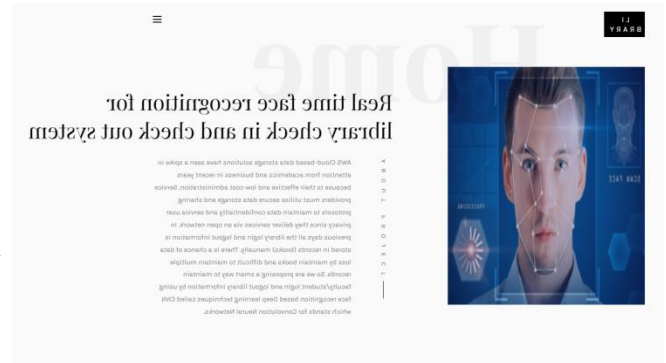 LI
BRARY
Home
Real time face recognition for
library check in and check out system
AWS Cloud-based data storage solutions have seen a spike in
attention from academics and business in recent years
because to their effective and low-cost administration. Service
providers must utilise secure data storage and sharing
protocols to maintain data confidentiality and service user
privacy since they deliver services via an open network. In
previous days all the library login and logout information is
stored in records (books) manually. There is a chance of data
loss by maintain books and difficult to maintain multiple
records. So we are proposing a smart way to maintain
faculty/student login and logout library information by using
face recognition based Deep learning techniques called CNN
which stands for Convolution Neural Networks.
ABOUT PROJECT
SCAN FACE
PROCESSING